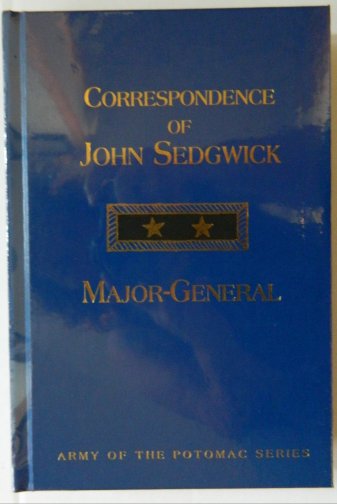 CORRESPONDENCE
OF
JOHN SEDGWICK
MAJOR-GENERAL
ARMY OF THE POTOMAC SERIES